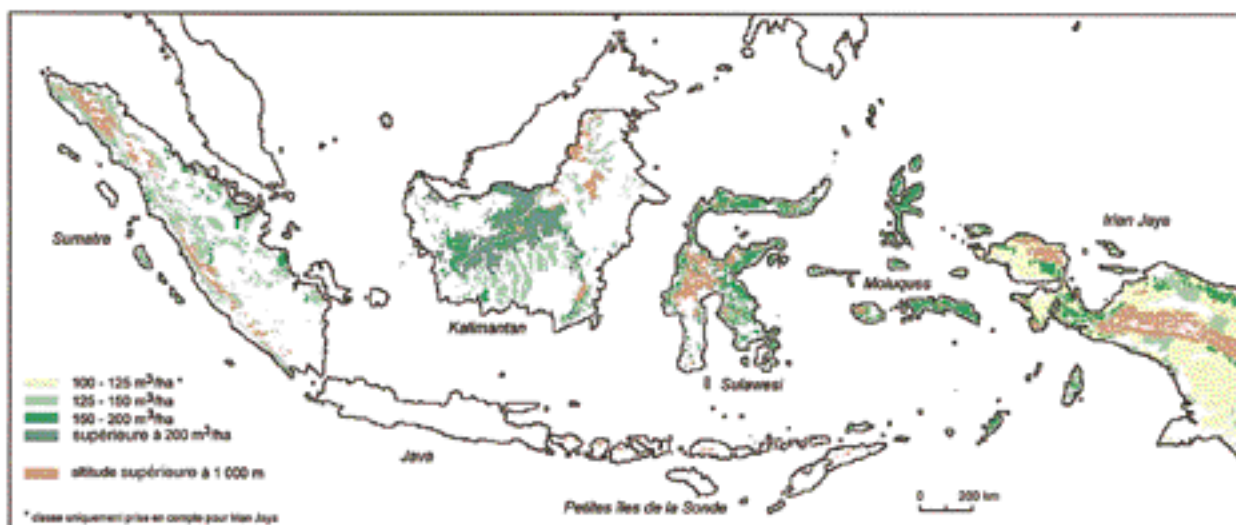 Sumatra
Kalimantan
Sulawesi
Moluques
Irian Jaya
Java
Petites îles de la Sonde
100 - 125 m³/ha *
125 - 150 m³/ha
150 - 200 m³/ha
supérieure à 200 m³/ha
altitude supérieure à 1 000 m
* classe uniquement prise en compte pour Irian Jaya
0 200 km